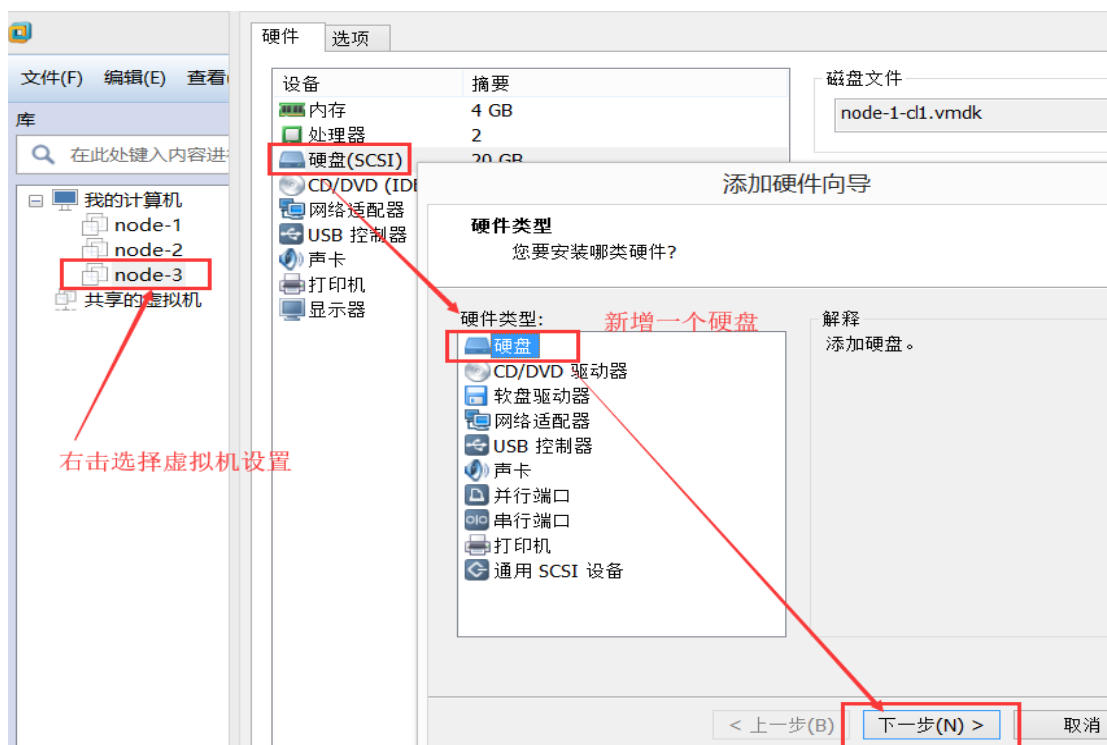 文件(F) 编辑(E) 查看
库
在此处键入内容进
我的计算机
node-1
node-2
node-3
共享的虚拟机
右击选择虚拟机设置
硬件 选项
设备 摘要
内存 4 GB
处理器 2
硬盘(SCSI) 20 GB
CD/DVD (IDE
网络适配器
USB 控制器
声卡
打印机
显示器
磁盘文件
node-1-cl1.vmdk
添加硬件向导
硬件类型
您要安装哪类硬件?
硬件类型:
新增一个硬盘
硬盘
CD/DVD 驱动器
软盘驱动器
网络适配器
USB 控制器
声卡
并行端口
串行端口
打印机
通用 SCSI 设备
解释
添加硬盘。
< 上一步(B) 下一步(N) > 取消